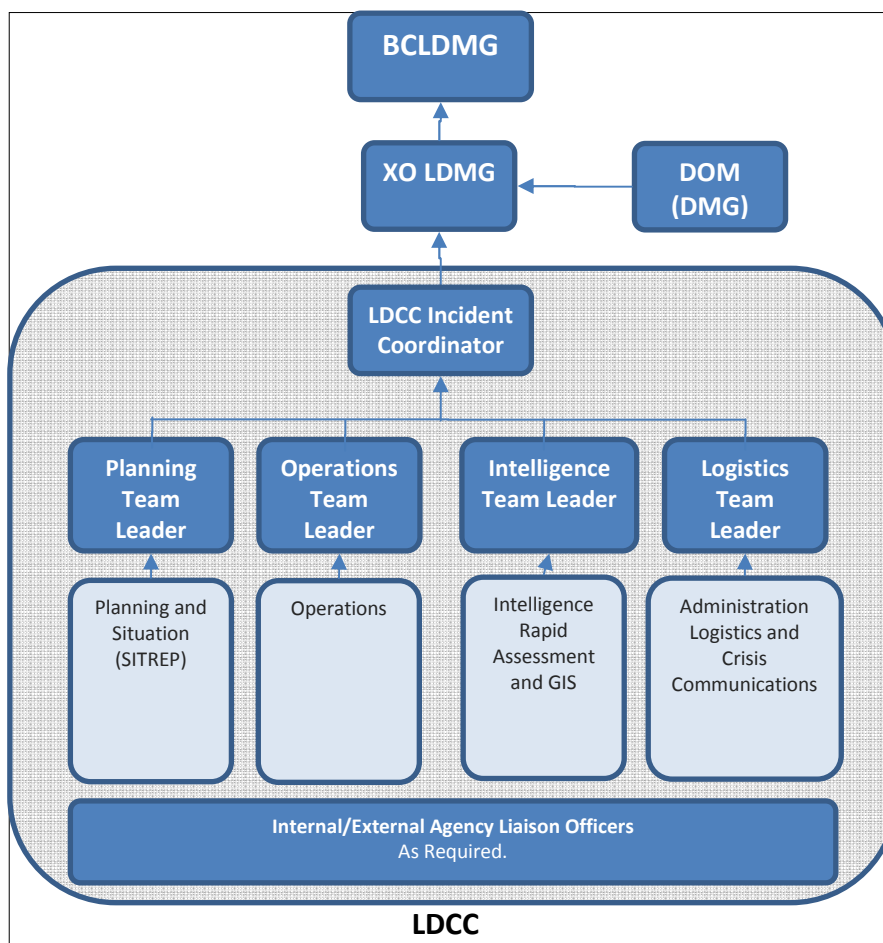 BCLDMG
XO LDMG
DOM
(DMG)
LDCC Incident
Coordinator
Planning
Team
Leader
Operations
Team
Leader
Intelligence
Team Leader
Logistics
Team
Leader
Planning and
Situation
(SITREP)
Operations
Intelligence
Rapid
Assessment
and GIS
Administration
Logistics and
Crisis
Communications
Internal/External Agency Liaison Officers
As Required.
LDCC